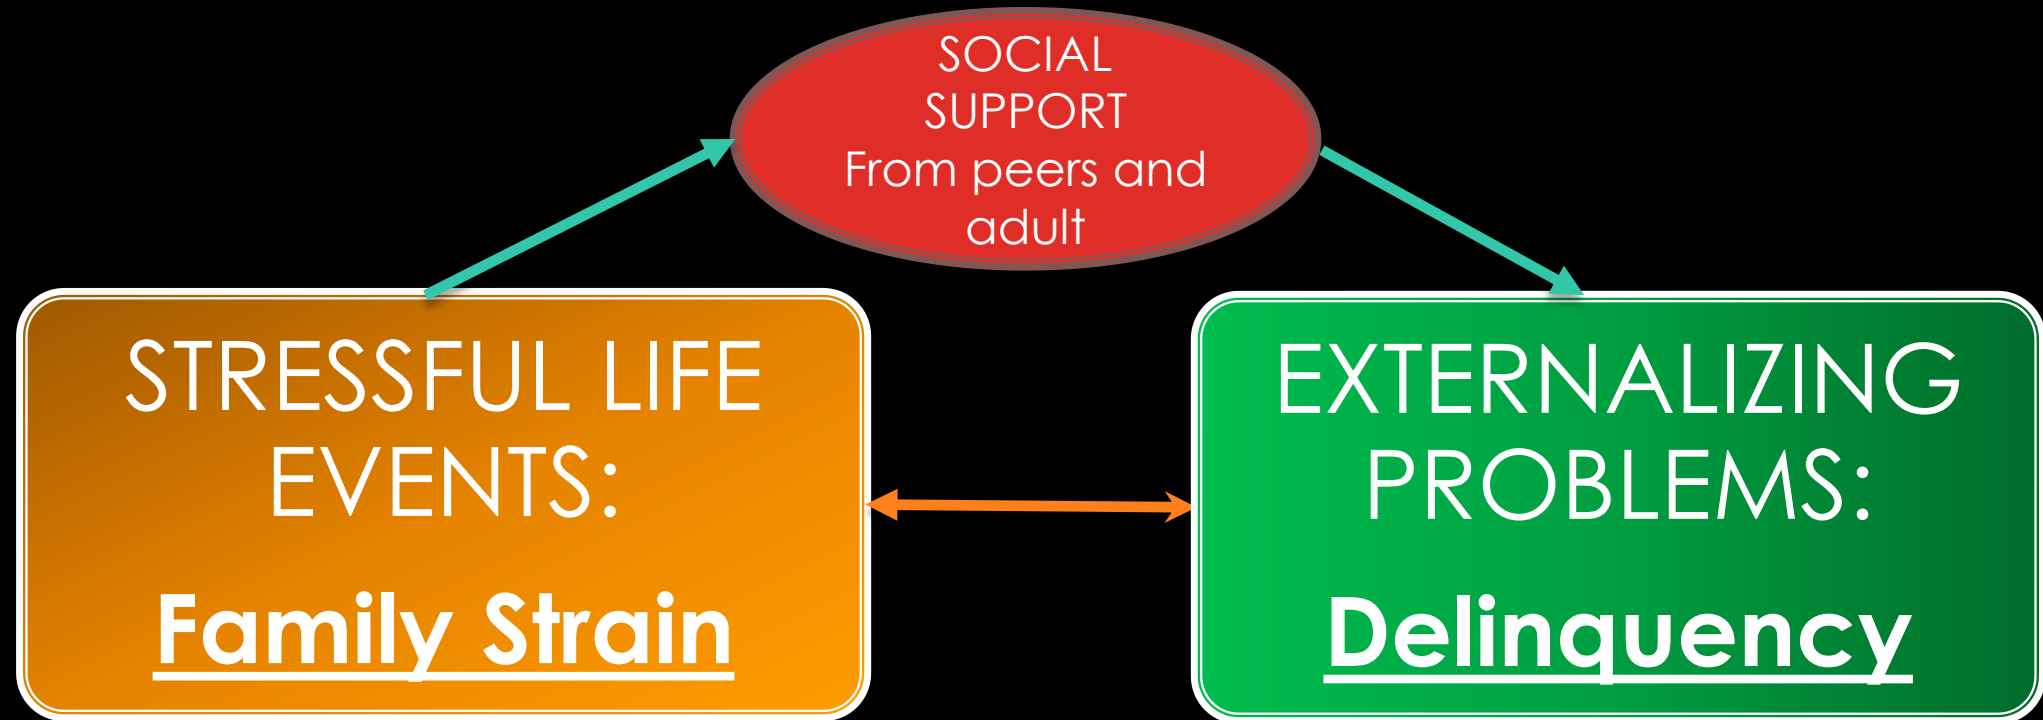 SOCIAL
SUPPORT
From peers and
adult
STRESSFUL LIFE
EVENTS:
Family Strain
EXTERNALIZING
PROBLEMS:
Delinquency